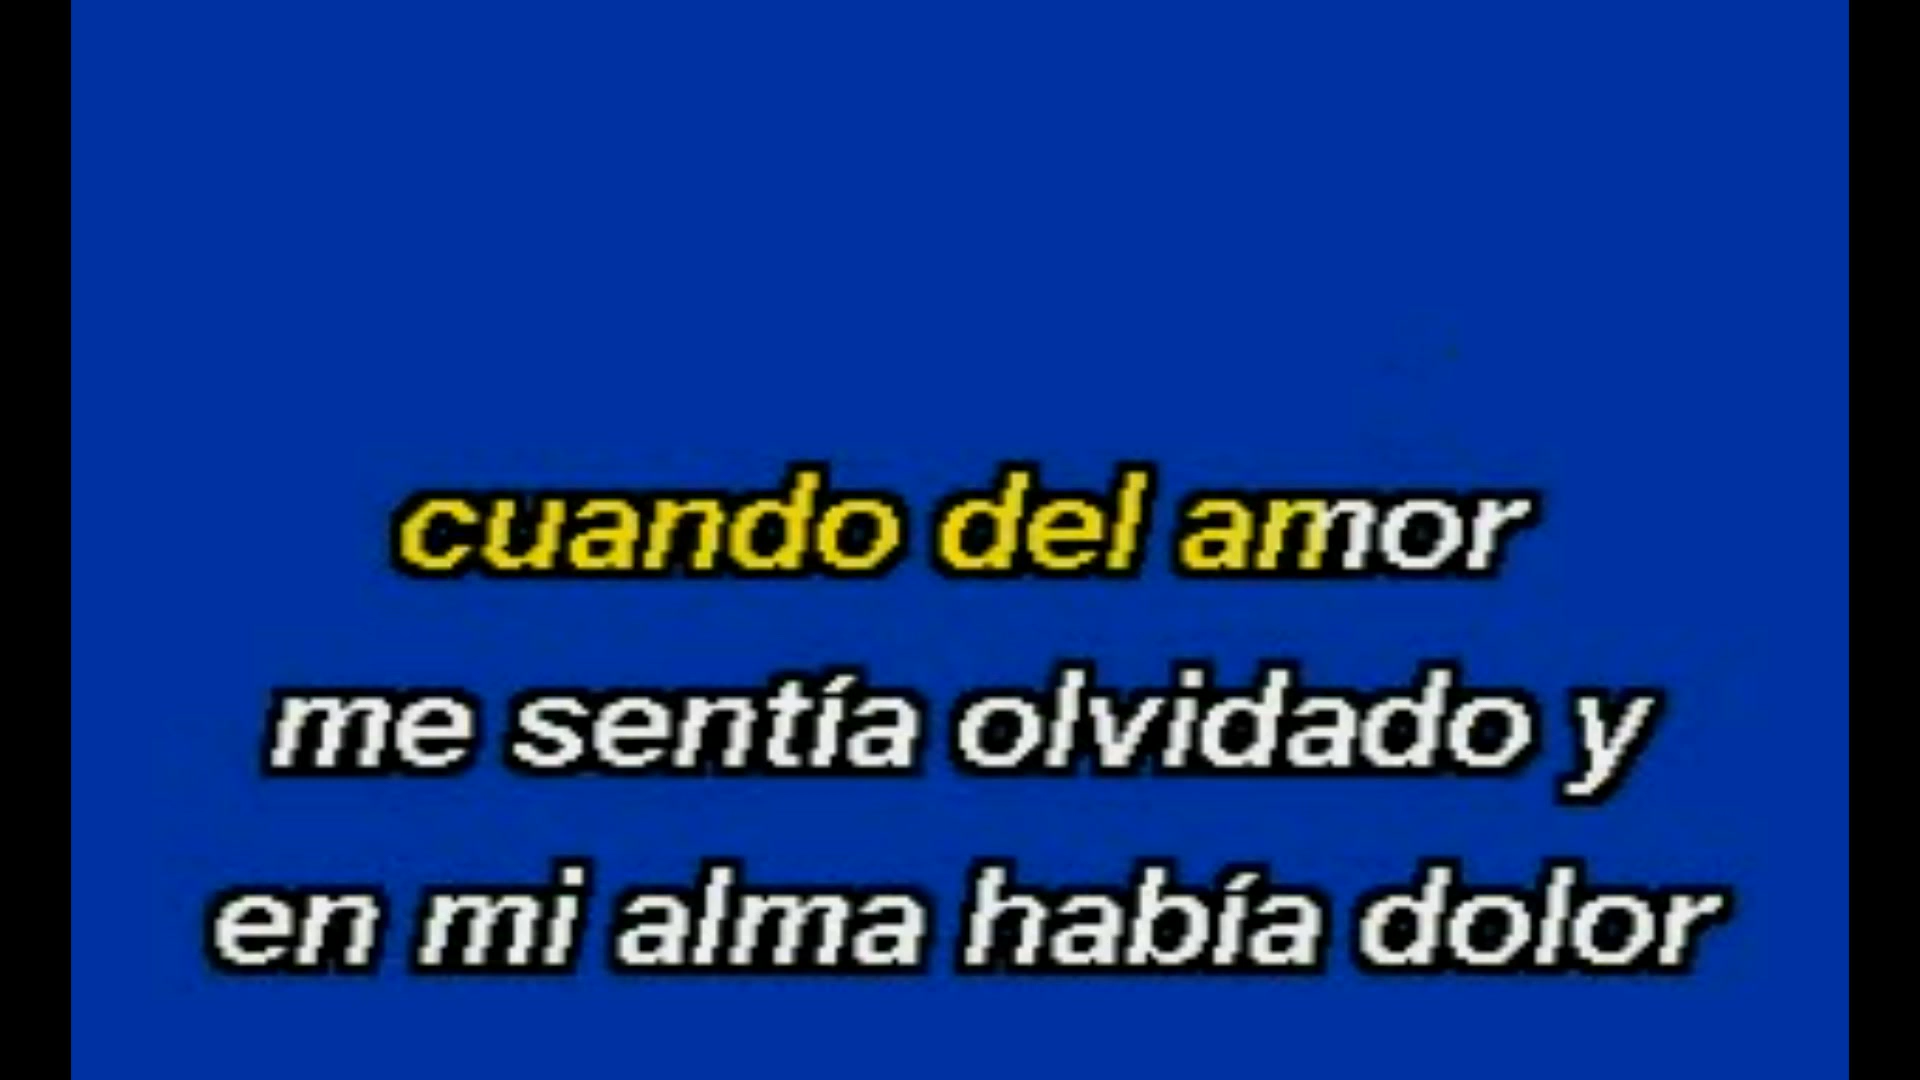 cuando del amor
me sentía olvidado y
en mi alma había dolor